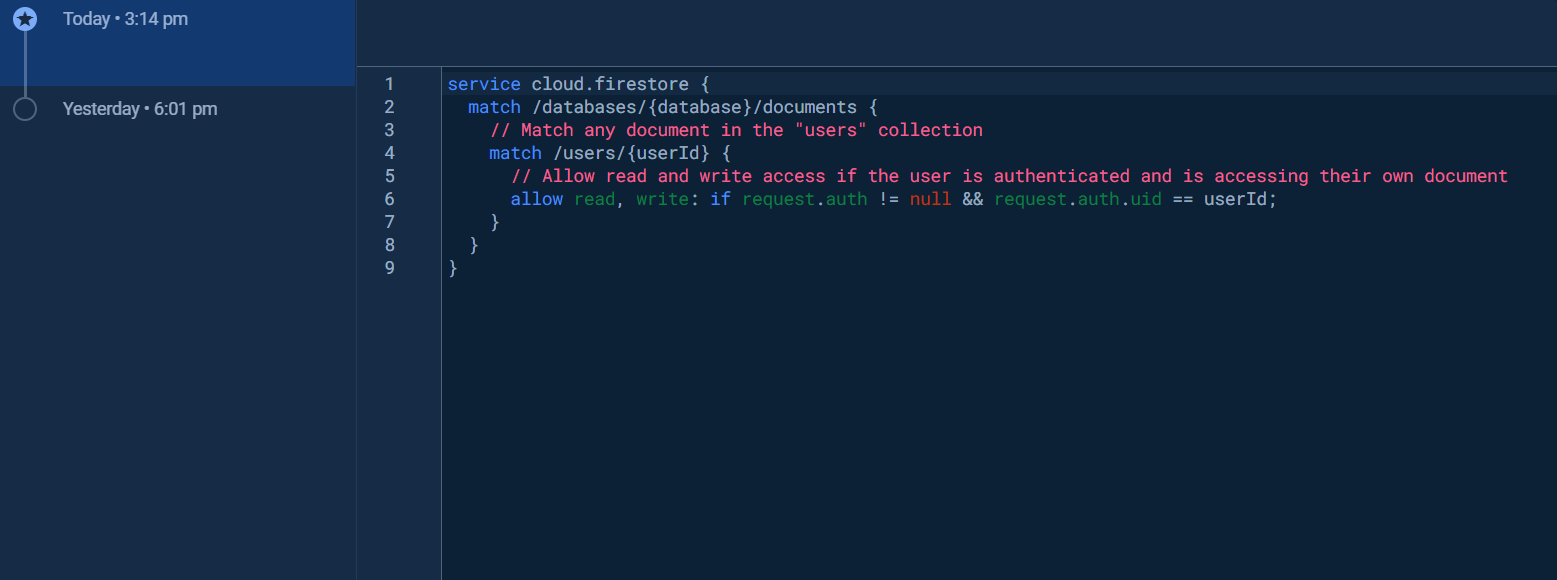 Today • 3:14 pm
Yesterday • 6:01 pm
1 service cloud.firestore {
2   match /databases/{database}/documents {
3     // Match any document in the "users" collection
4     match /users/{userId} {
5       // Allow read and write access if the user is authenticated and is accessing their own document
6       allow read, write: if request.auth != null && request.auth.uid == userId;
7     }
8   }
9 }